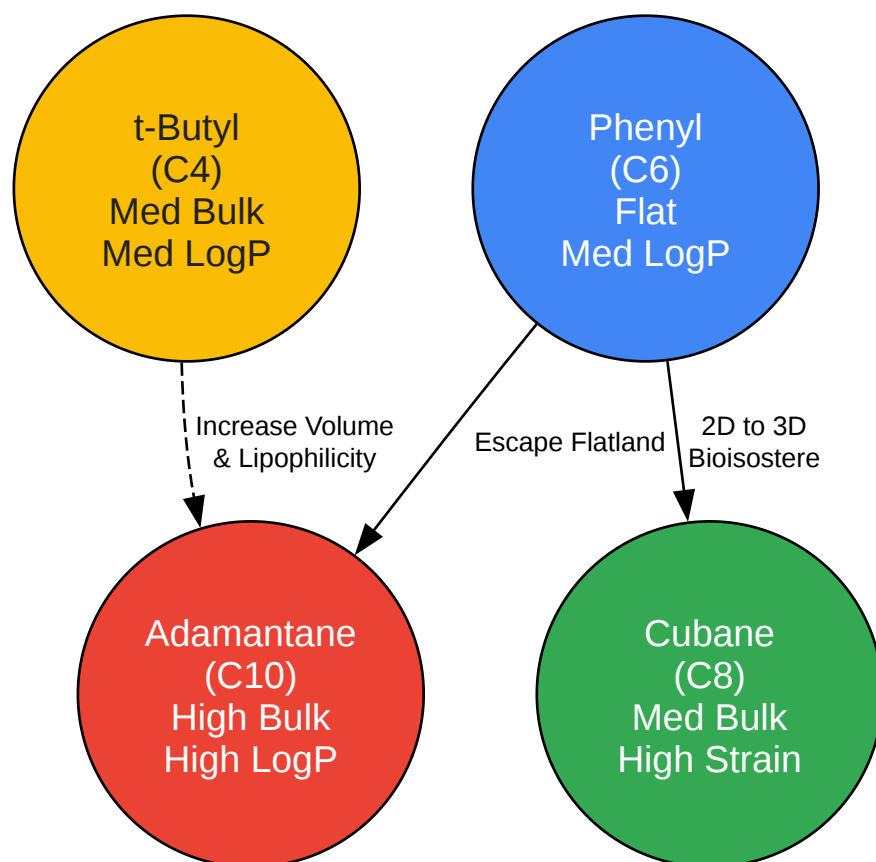 t-Butyl
(C4)
Med Bulk
Med LogP
Phenyl
(C6)
Flat
Med LogP
Increase Volume
& Lipophilicity
Escape Flatland
2D to 3D
Bioisostere
Adamantane
(C10)
High Bulk
High LogP
Cubane
(C8)
Med Bulk
High Strain